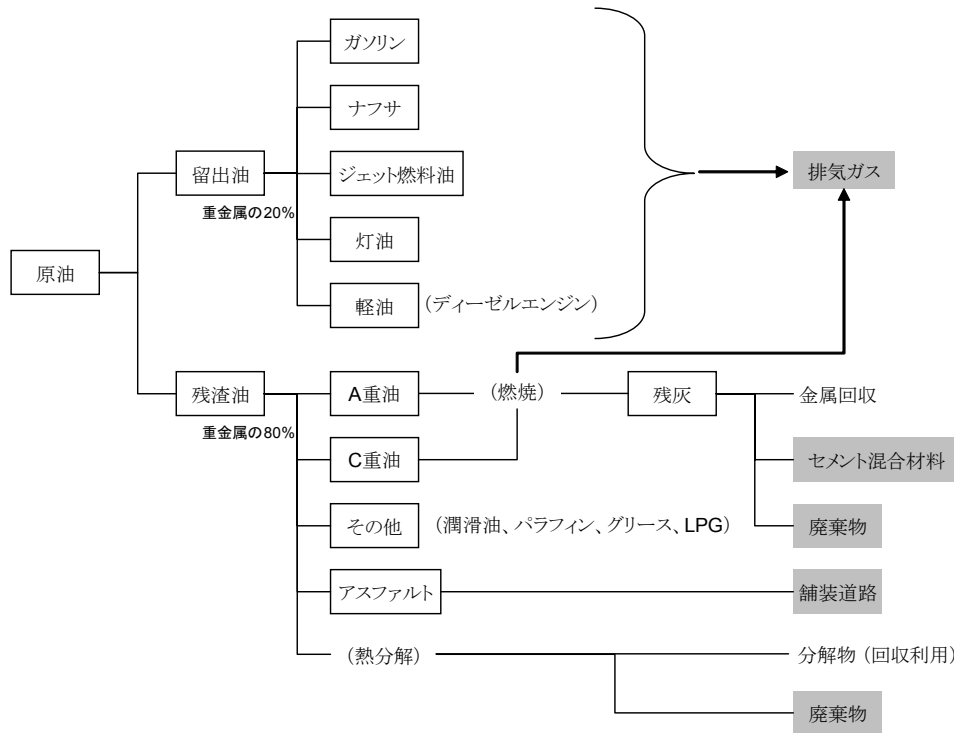 ガソリン
ナフサ
ジェット燃料油
排気ガス
留出油
重金属の20%
灯油
原油
軽油
(ディーゼルエンジン)
残渣油
重金属の80%
A重油
(燃焼)
残灰
金属回収
C重油
セメント混合材料
その他
(潤滑油、パラフィン、グリース、LPG)
廃棄物
アスファルト
舗装道路
(熱分解)
分解物 (回収利用)
廃棄物